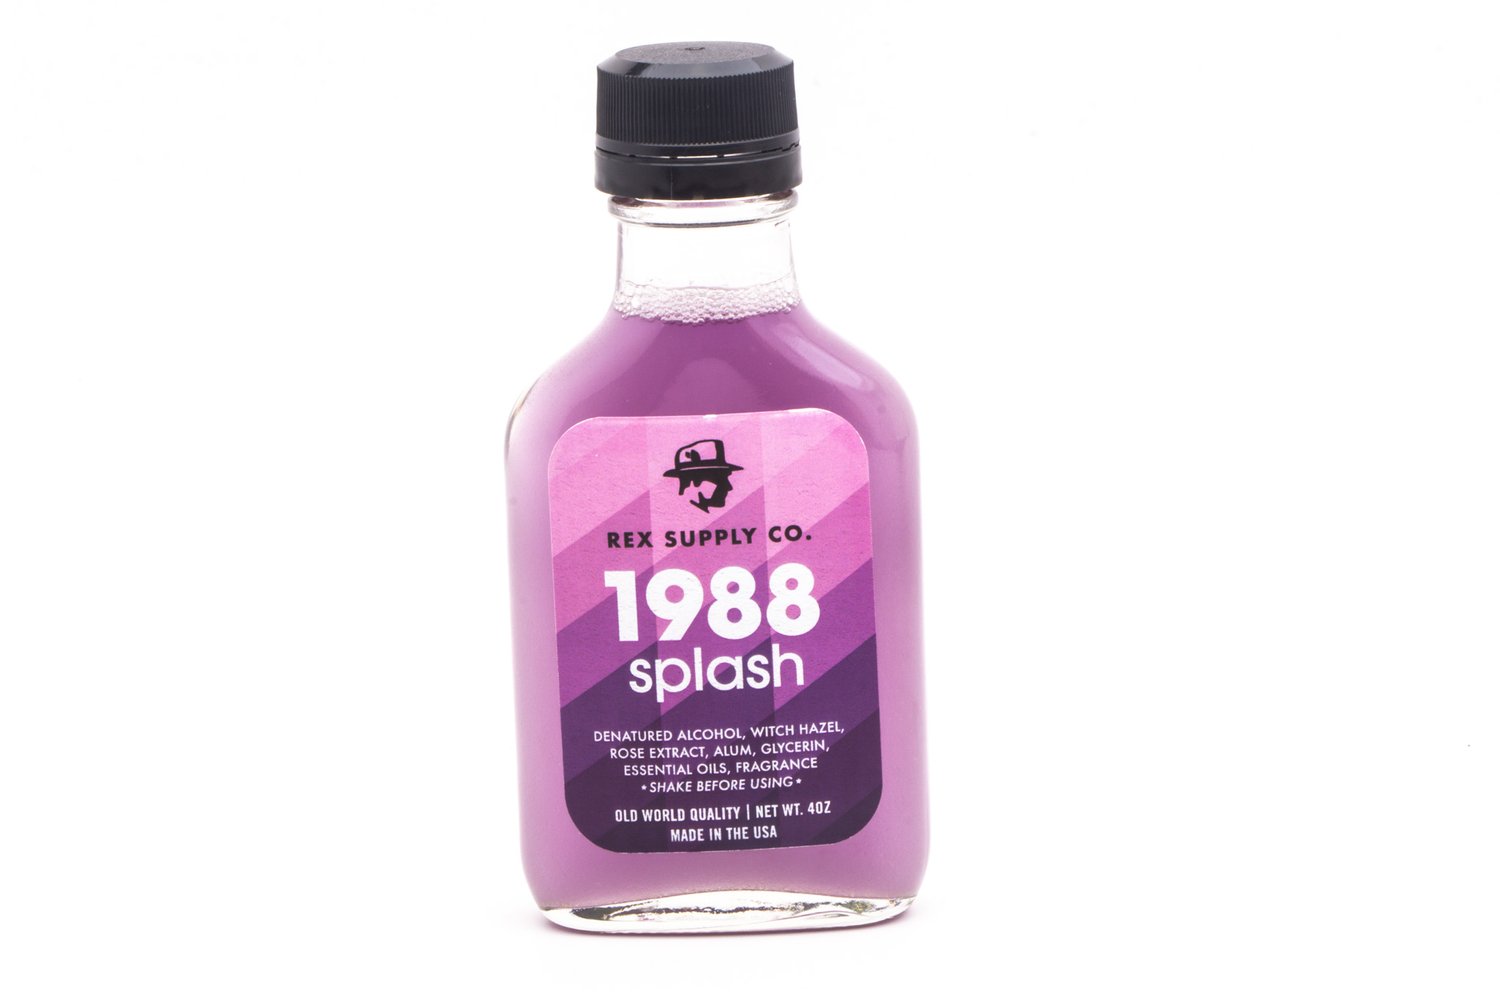 REX SUPPLY CO.
1988
splash
DENATURED ALCOHOL, WITCH HAZEL,
ROSE EXTRACT, ALUM, GLYCERIN,
ESSENTIAL OILS, FRAGRANCE
*SHAKE BEFORE USING*
OLD WORLD QUALITY | NET WT. 4OZ
MADE IN THE USA